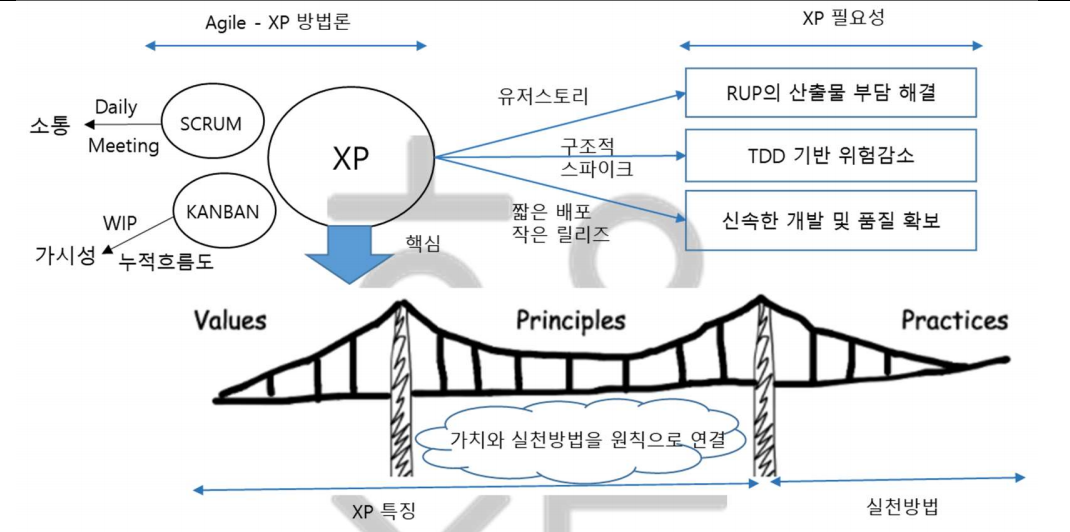 Agile - XP 방법론
XP 필요성
소통
Daily
Meeting
SCRUM
XP
KANBAN
WIP
가시성
누적흐름도
유저스토리
구조적
스파이크
짧은 배포
작은 릴리즈
RUP의 산출물 부담 해결
TDD 기반 위험감소
신속한 개발 및 품질 확보
핵심
Values
Principles
Practices
가치와 실천방법을 원칙으로 연결
XP 특징
실천방법